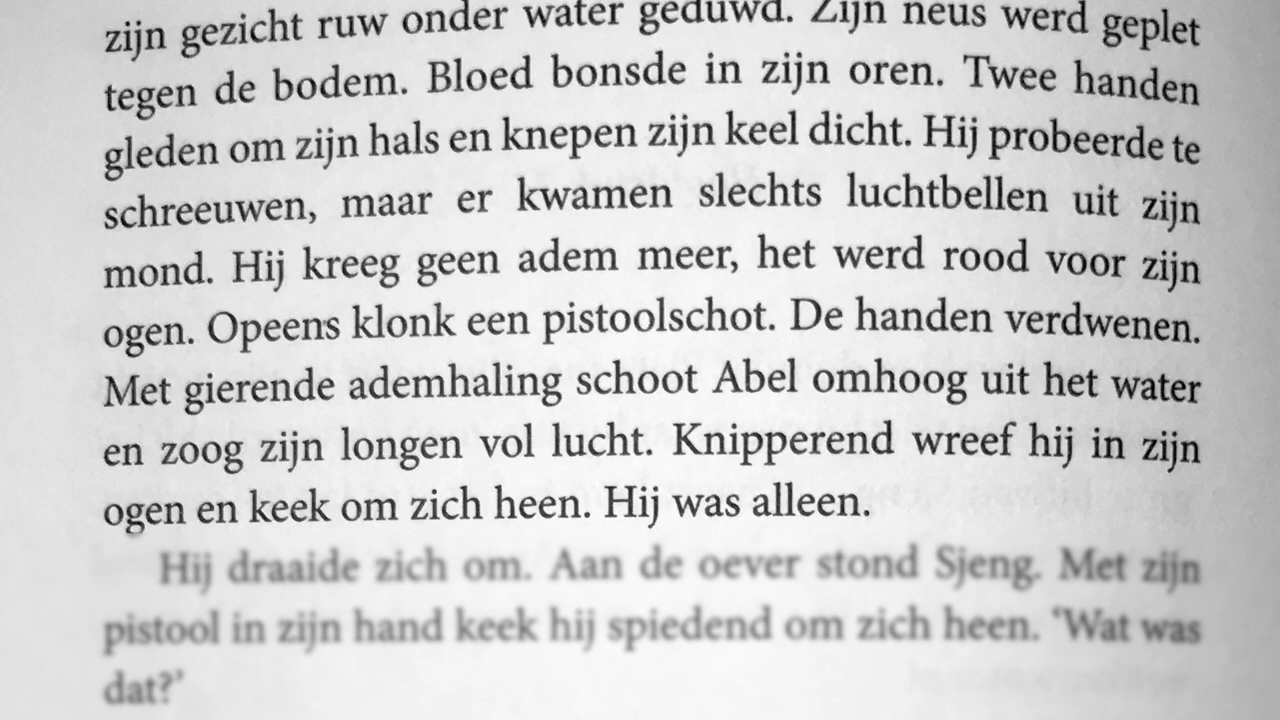 zijn gezicht ruw onder water geduwd. Zijn neus werd geplet
tegen de bodem. Bloed bonsde in zijn oren. Twee handen
gleden om zijn hals en knepen zijn keel dicht. Hij probeerde te
schreeuwen, maar er kwamen slechts luchtbellen uit zijn
mond. Hij kreeg geen adem meer, het werd rood voor zijn
ogen. Opeens klonk een pistoolschot. De handen verdwenen.
Met gierende ademhaling schoot Abel omhoog uit het water
en zoog zijn longen vol lucht. Knipperend wreef hij in zijn
ogen en keek om zich heen. Hij was alleen.
Hij draaide zich om. Aan de oever stond Sjeng. Met zijn
pistool in zijn hand keek hij spiedend om zich heen. ‘Wat was
dat?’